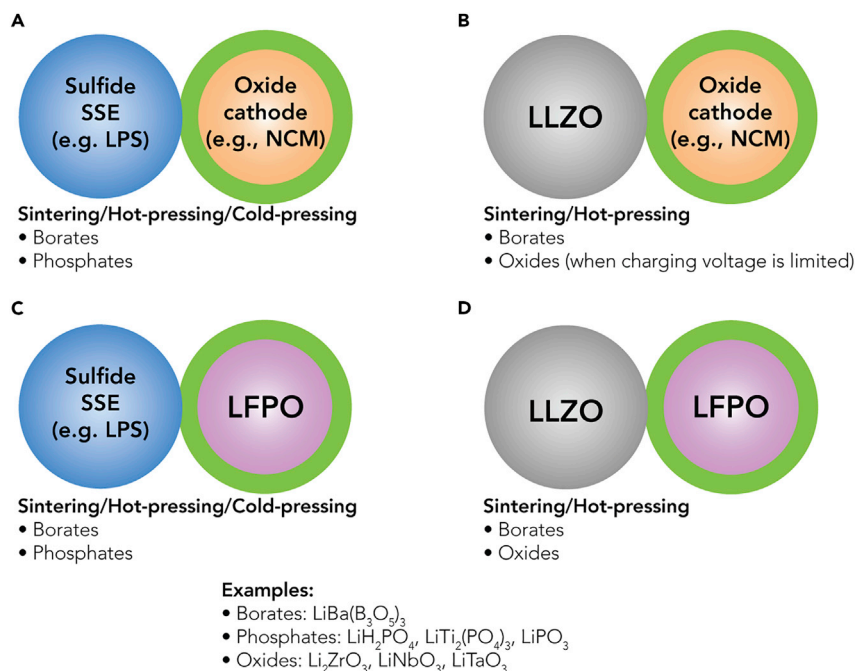 A
Sulfide
SSE
(e.g. LPS)
Oxide
cathode
(e.g., NCM)
Sintering/Hot-pressing/Cold-pressing
• Borates
• Phosphates
B
LLZO
Oxide
cathode
(e.g., NCM)
Sintering/Hot-pressing
• Borates
• Oxides (when charging voltage is limited)
C
Sulfide
SSE
(e.g. LPS)
LFPO
Sintering/Hot-pressing/Cold-pressing
• Borates
• Phosphates
D
LLZO
LFPO
Sintering/Hot-pressing
• Borates
• Oxides
Examples:
• Borates: LiBa(B₃O₅)₃
• Phosphates: LiH₂PO₄, LiTi₂(PO₄)₃, LiPO₃
• Oxides: Li₂ZrO₃, LiNbO₃, LiTaO₃